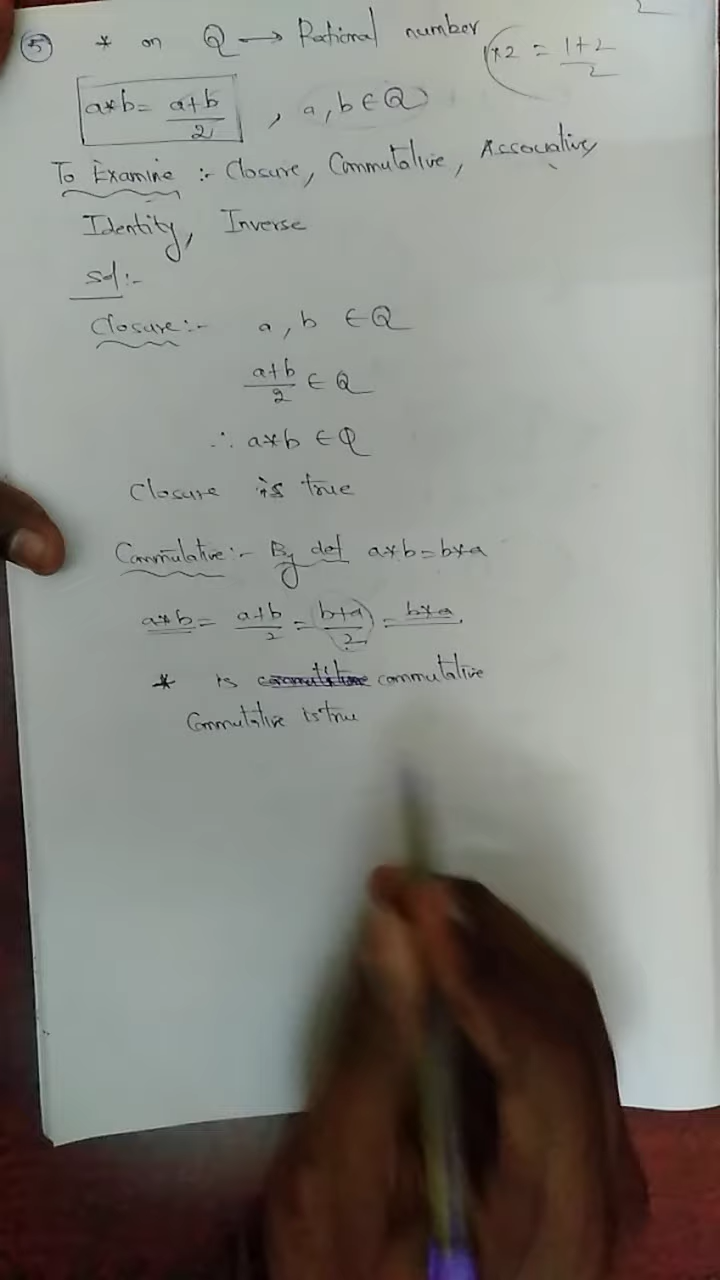 5 * on Q → Rational number
1*2 = 1+2/2
a*b = a+b/2 , a, b ∈ Q
To Examine :- Closure, Commutative, Associative,
Identity, Inverse
Sol:-
Closure:- a, b ∈ Q
a+b/2 ∈ Q
∴ a*b ∈ Q
Closure is true
Commutative:- By def a*b = b*a
a*b = a+b/2 = b+a/2 = b*a.
* is commutative
Commutative is true